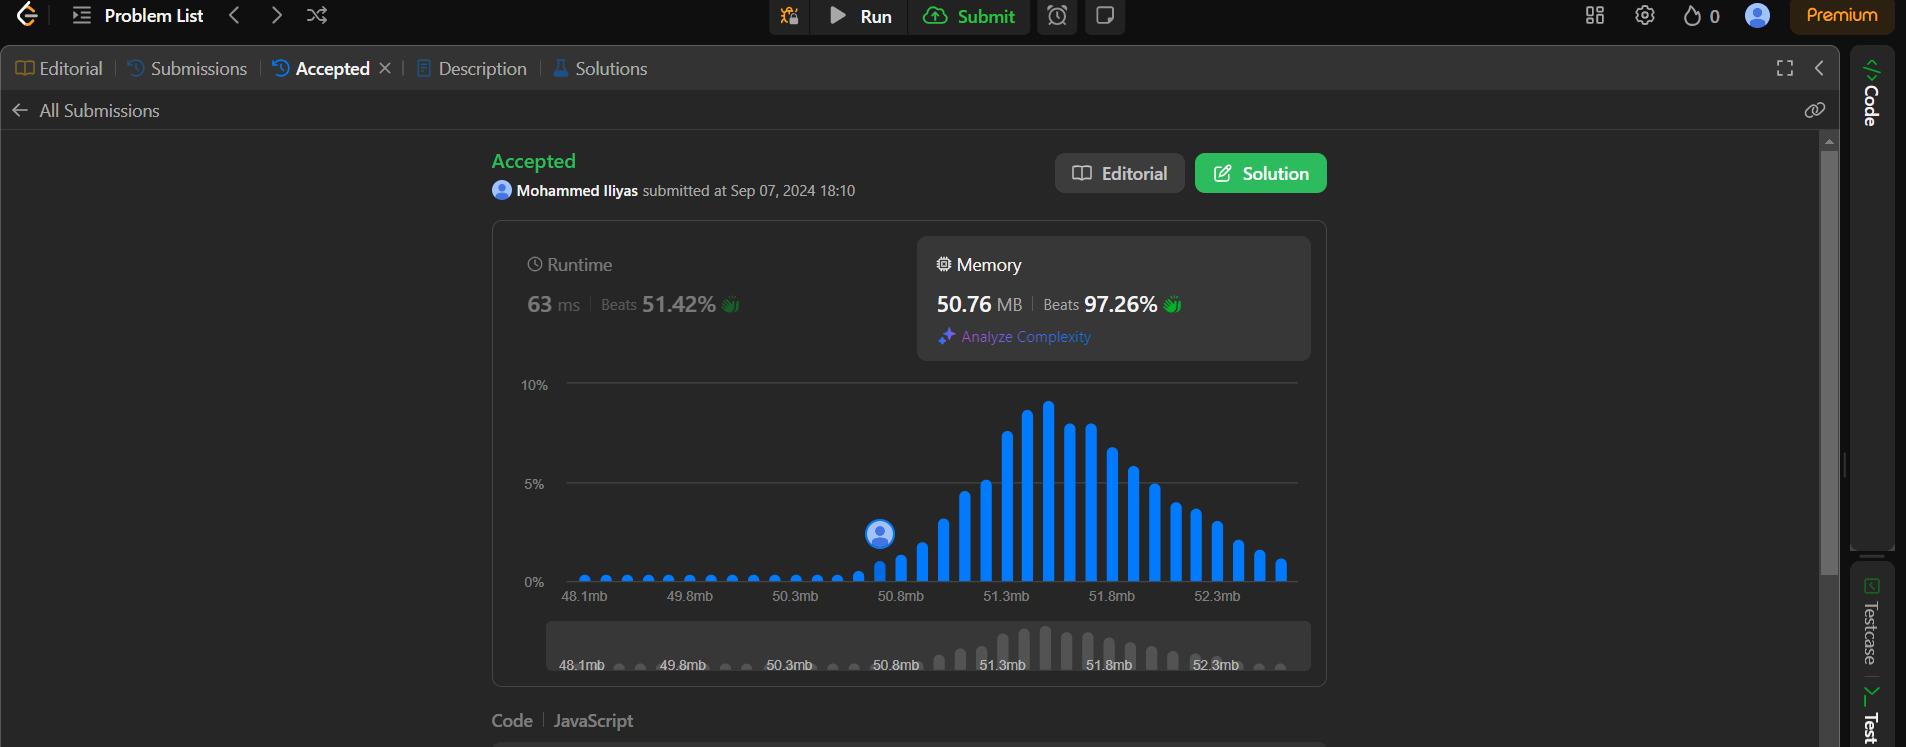 Problem List
Run
Submit
0
Premium
Editorial
Submissions
Accepted
Description
Solutions
All Submissions
Accepted
Mohammed Iliyas submitted at Sep 07, 2024 18:10
Editorial
Solution
Runtime
63 ms
Beats 51.42%
Memory
50.76 MB
Beats 97.26%
Analyze Complexity
10%
5%
0%
48.1mb 49.8mb 50.3mb 50.8mb 51.3mb 51.8mb 52.3mb
48.1mb 49.8mb 50.3mb 50.8mb 51.3mb 51.8mb 52.3mb
Code
JavaScript
Code
Testcase
Test